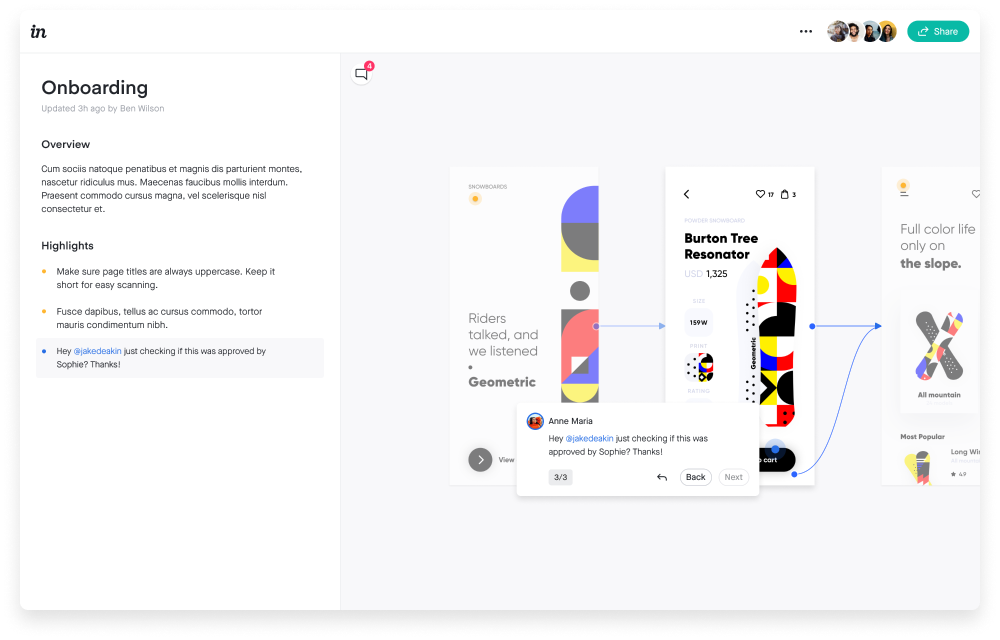 in
Share
4
Onboarding
Updated 3h ago by Ben Wilson
Overview
Cum sociis natoque penatibus et magnis dis parturient montes,
nascetur ridiculus mus. Maecenas faucibus mollis interdum.
Praesent commodo cursus magna, vel scelerisque nisl
consectetur et.
Highlights
Make sure page titles are always uppercase. Keep it
short for easy scanning.
Fusce dapibus, tellus ac cursus commodo, tortor
mauris condimentum nibh.
Hey @jakedeakin just checking if this was approved by
Sophie? Thanks!
SNOWBOARDS
Riders
talked, and
we listened
Geometric
View
17 3
POWDER SNOWBOARD
Burton Tree
Resonator
USD 1,325
SIZE
159W
PRINT
RATING
Geometric
cart
Anne Maria
Hey @jakedeakin just checking if this was
approved by Sophie? Thanks!
3/3
Back
Next
Full color life
only on
the slope.
All mountain
Most Popular
Long
4.9